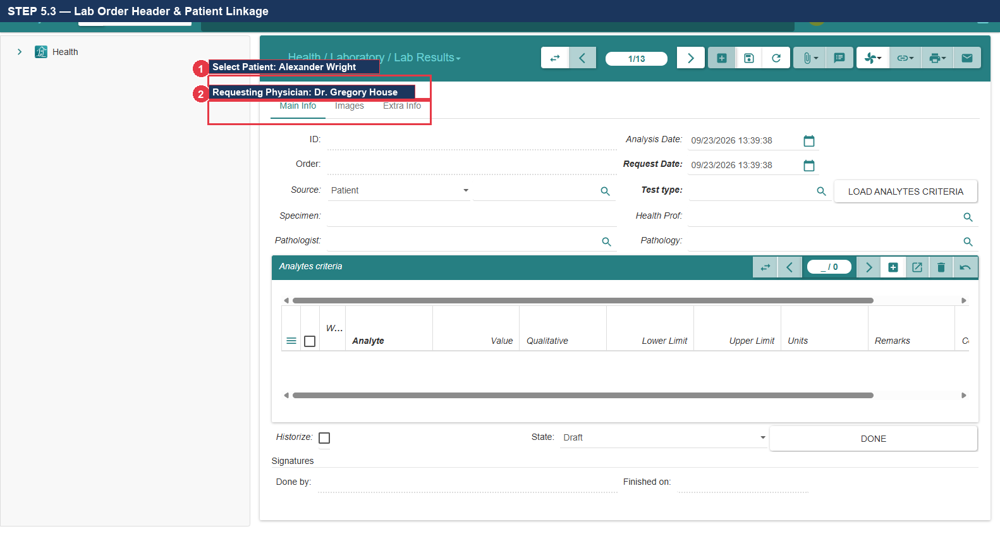 STEP 5.3 — Lab Order Header & Patient Linkage
Health
Health / Laboratory / Lab Results
1/13
1 Select Patient: Alexander Wright
2 Requesting Physician: Dr. Gregory House
Main Info Images Extra Info
ID: Analysis Date: 09/23/2026 13:39:38
Order: Request Date: 09/23/2026 13:39:38
Source: Patient Test type: LOAD ANALYTES CRITERIA
Specimen: Health Prof:
Pathologist: Pathology:
Analytes criteria _ / 0
W... Analyte Value Qualitative Lower Limit Upper Limit Units Remarks
Historize: State: Draft DONE
Signatures
Done by: Finished on: